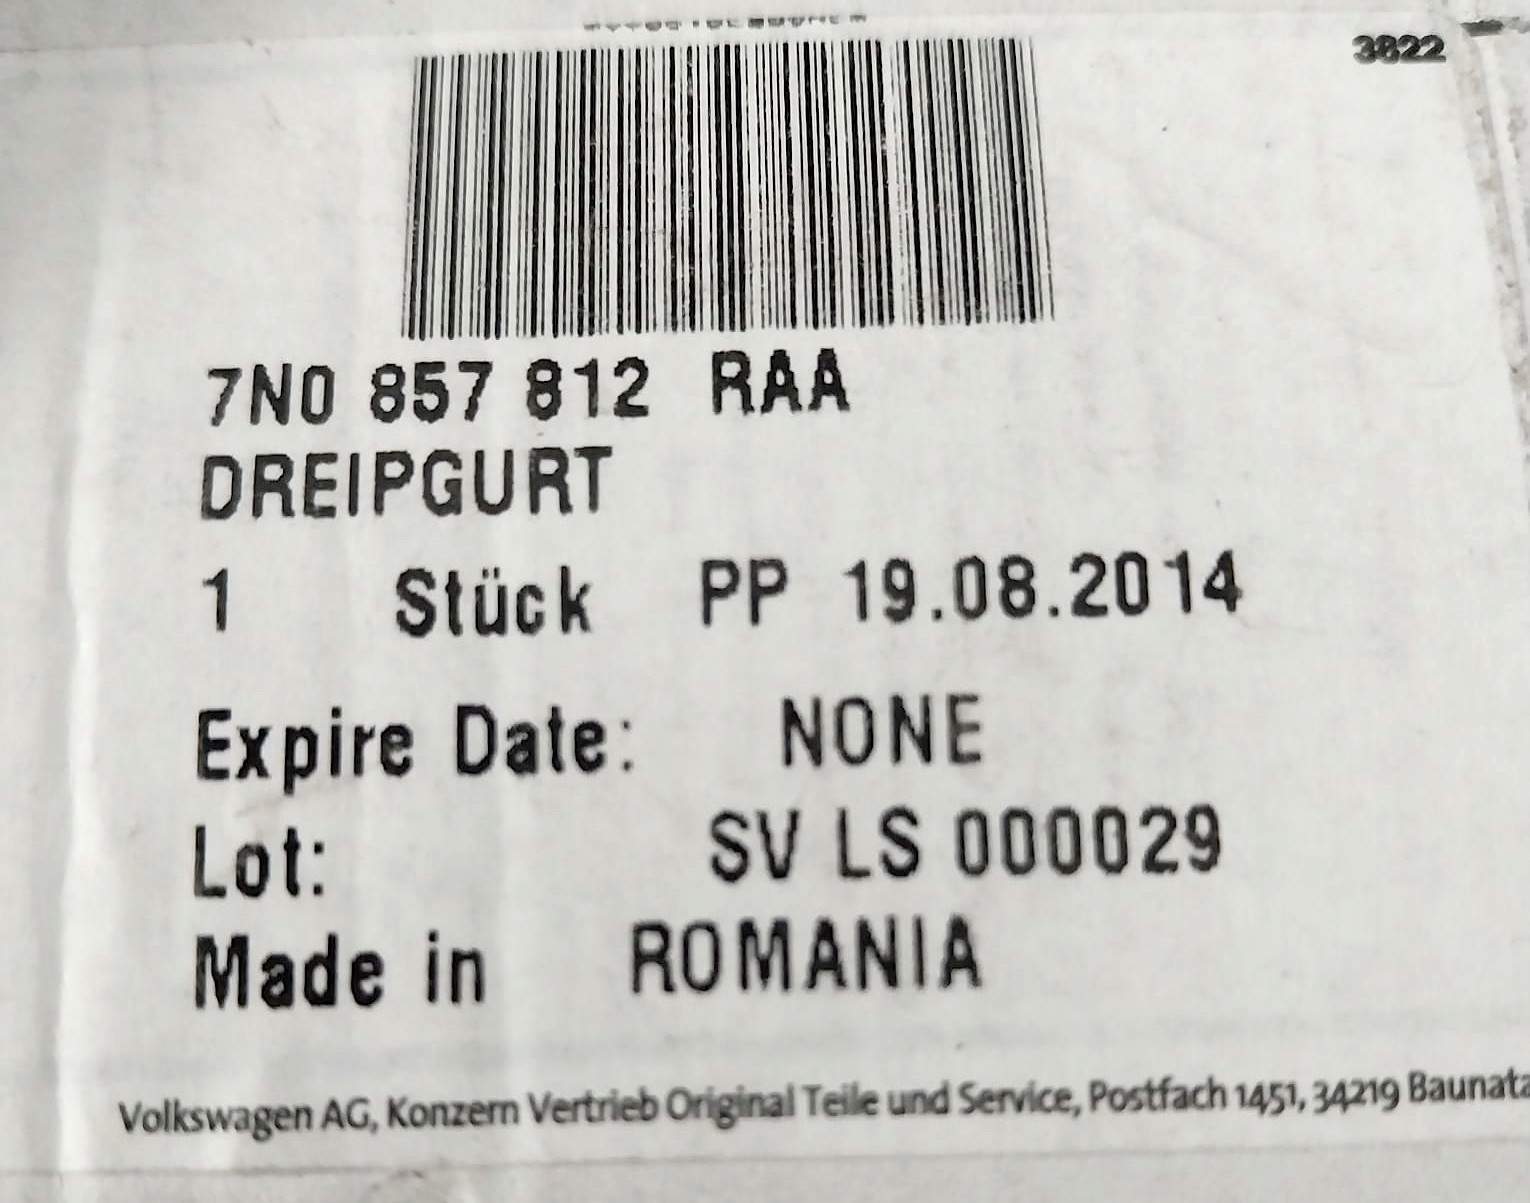 3822
7N0 857 812 RAA
DREIPGURT
1 Stück PP 19.08.2014
Expire Date: NONE
Lot: SV LS 000029
Made in ROMANIA
Volkswagen AG, Konzern Vertrieb Original Teile und Service, Postfach 1451, 34219